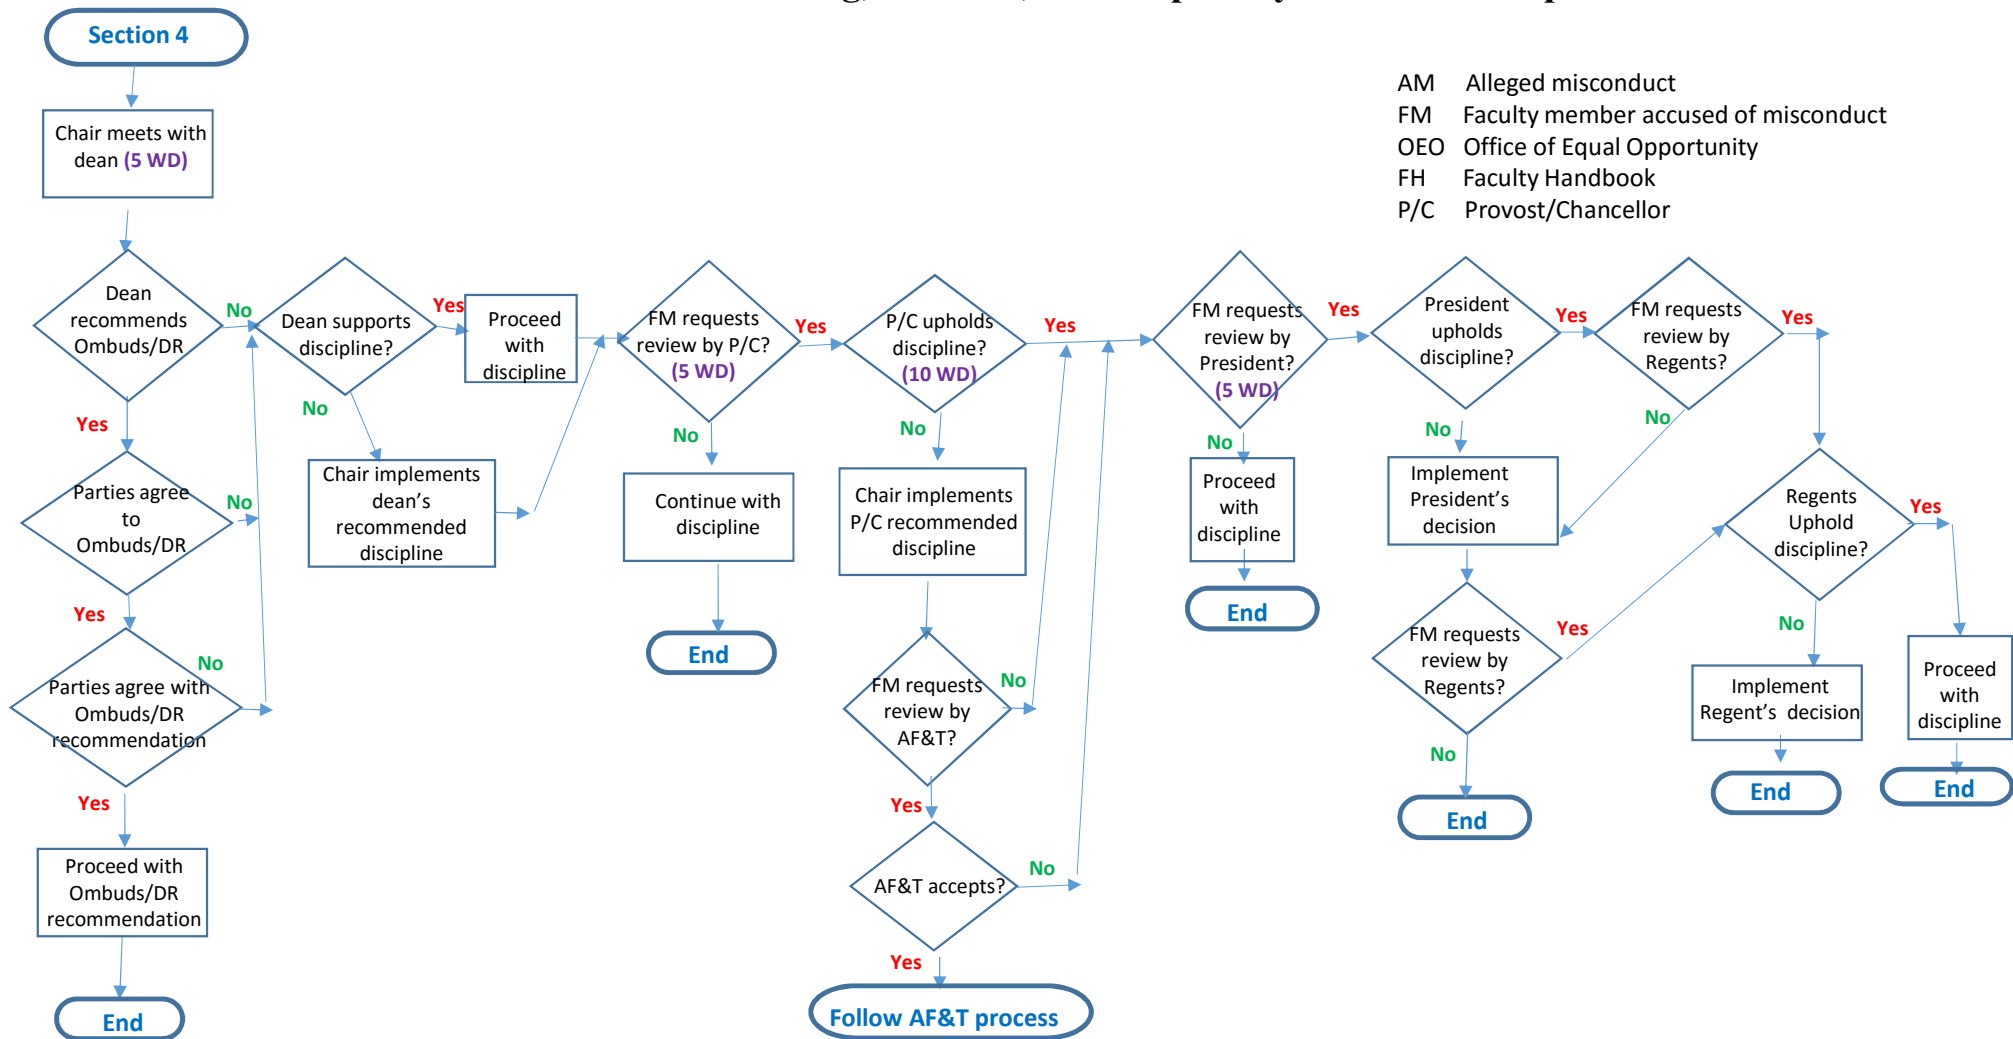 Section 4
AM Alleged misconduct
FM Faculty member accused of misconduct
OEO Office of Equal Opportunity
FH Faculty Handbook
P/C Provost/Chancellor
Chair meets with
dean (5 WD)
Dean
recommends
Ombuds/DR
No
Yes
Dean supports
discipline?
Yes
No
Proceed
with
discipline
Chair implements
dean’s
recommended
discipline
FM requests
review by P/C?
(5 WD)
Yes
No
Continue with
discipline
End
P/C upholds
discipline?
(10 WD)
Yes
No
Chair implements
P/C recommended
discipline
FM requests
review by
AF&T?
No
Yes
AF&T accepts?
No
Yes
Follow AF&T process
FM requests
review by
President?
(5 WD)
Yes
No
Proceed
with
discipline
End
President
upholds
discipline?
Yes
No
Implement
President’s
decision
FM requests
review by
Regents?
Yes
No
FM requests
review by
Regents?
Yes
No
End
Regents
Uphold
discipline?
Yes
No
Implement
Regent’s decision
End
Proceed
with
discipline
End
Parties agree
to
Ombuds/DR
No
Yes
Parties agree with
Ombuds/DR
recommendation
No
Yes
Proceed with
Ombuds/DR
recommendation
End